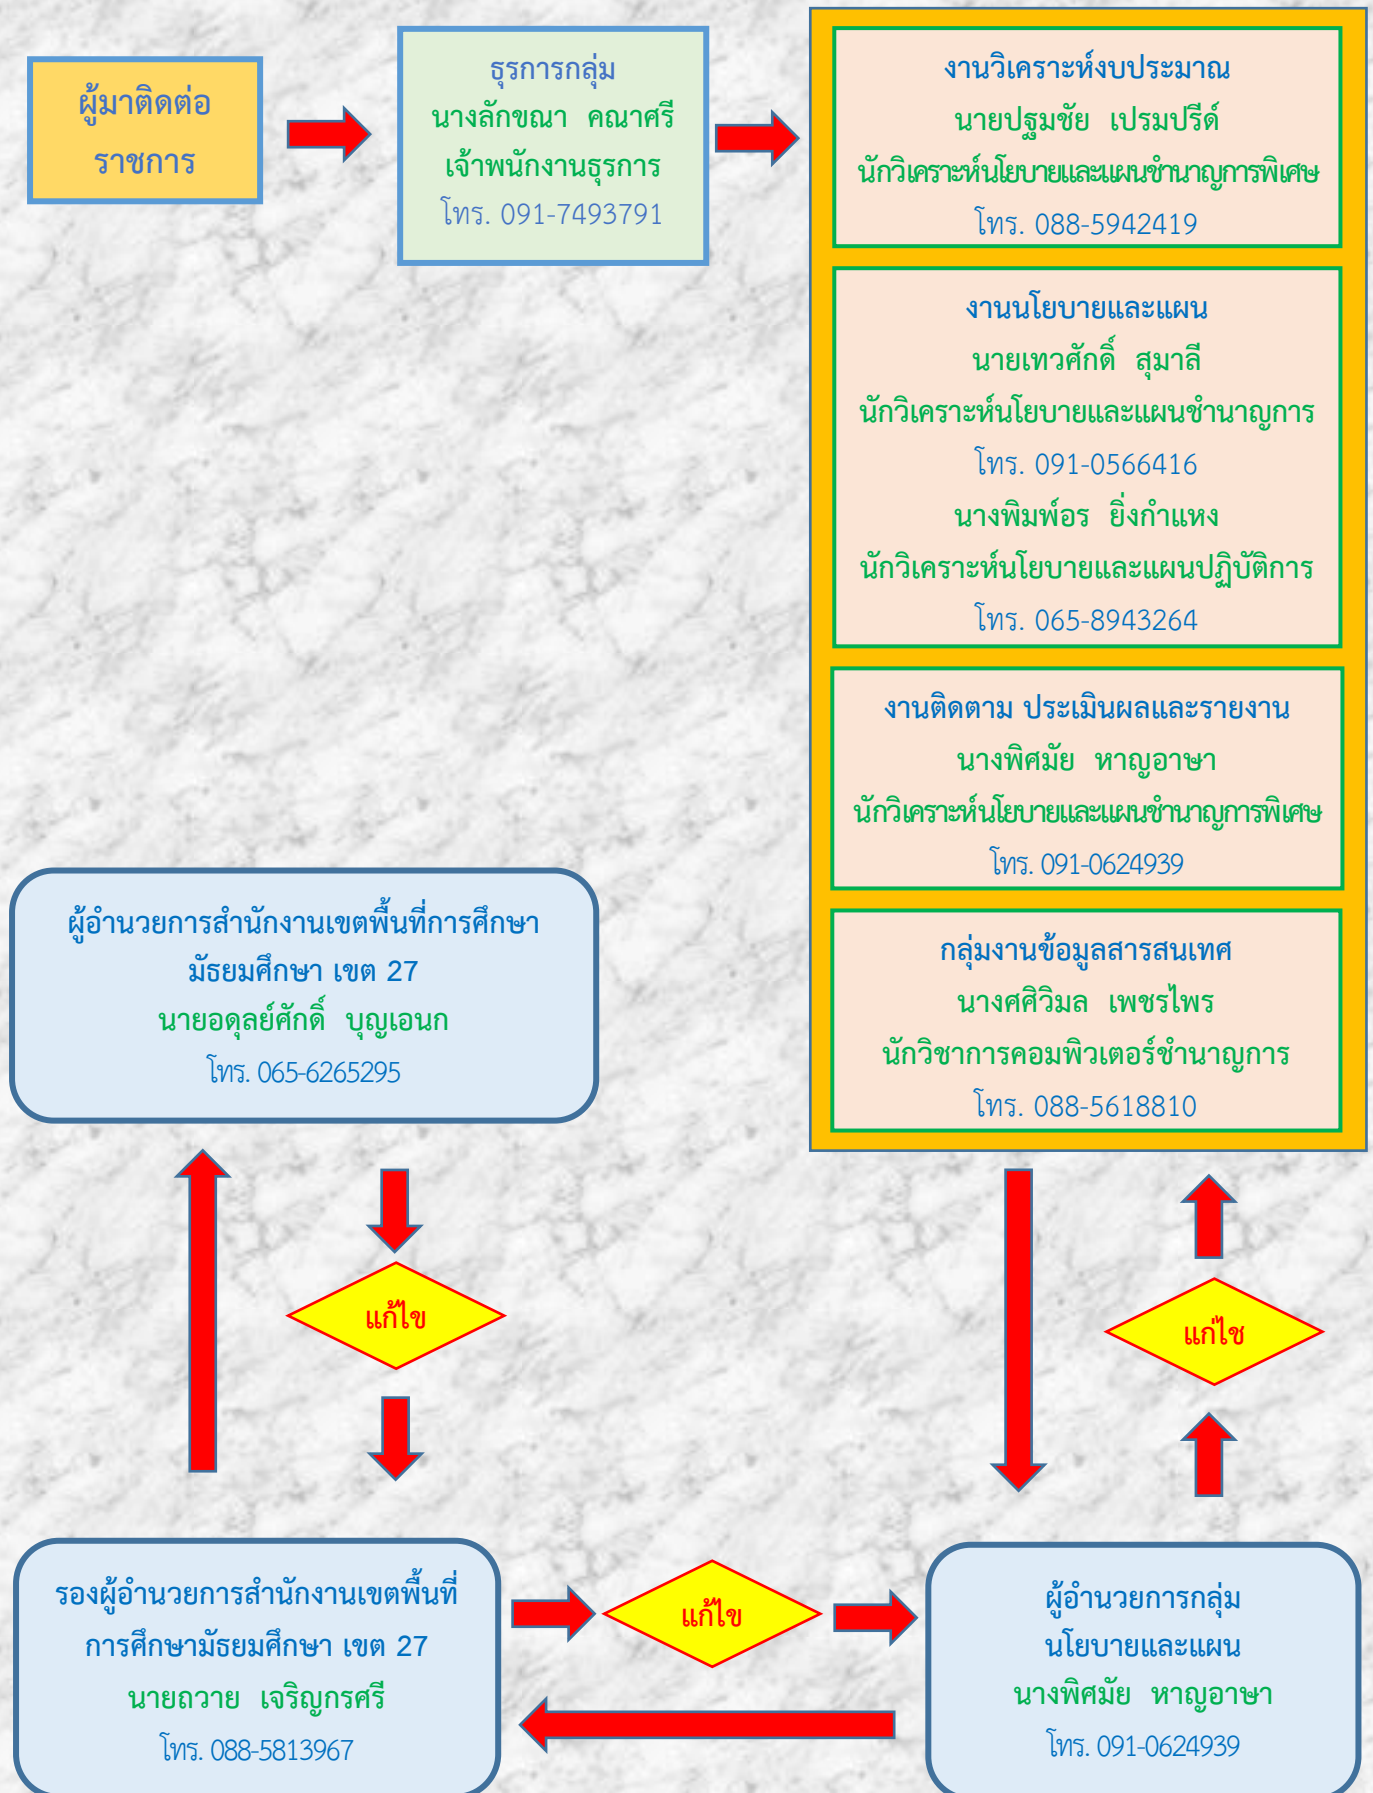 ผู้มาติดต่อ
ราชการ
ธุรการกลุ่ม
นางลักขณา คณาศรี
เจ้าพนักงานธุรการ
โทร. 091-7493791
งานวิเคราะห์งบประมาณ
นายปฐมชัย เปรมปรีด์
นักวิเคราะห์นโยบายและแผนชำนาญการพิเศษ
โทร. 088-5942419
งานนโยบายและแผน
นายเทวศักดิ์ สุมาลี
นักวิเคราะห์นโยบายและแผนชำนาญการ
โทร. 091-0566416
นางพิมพ์อร ยิ่งกำแหง
นักวิเคราะห์นโยบายและแผนปฏิบัติการ
โทร. 065-8943264
งานติดตาม ประเมินผลและรายงาน
นางพิศมัย หาญอาษา
นักวิเคราะห์นโยบายและแผนชำนาญการพิเศษ
โทร. 091-0624939
กลุ่มงานข้อมูลสารสนเทศ
นางศศิวิมล เพชรไพร
นักวิชาการคอมพิวเตอร์ชำนาญการ
โทร. 088-5618810
ผู้อำนวยการสำนักงานเขตพื้นที่การศึกษา
มัธยมศึกษา เขต 27
นายอดุลย์ศักดิ์ บุญเอนก
โทร. 065-6265295
แก้ไข
แก่ไช
รองผู้อำนวยการสำนักงานเขตพื้นที่
การศึกษามัธยมศึกษา เขต 27
นายถวาย เจริญกรศรี
โทร. 088-5813967
แก้ไข
ผู้อำนวยการกลุ่ม
นโยบายและแผน
นางพิศมัย หาญอาษา
โทร. 091-0624939